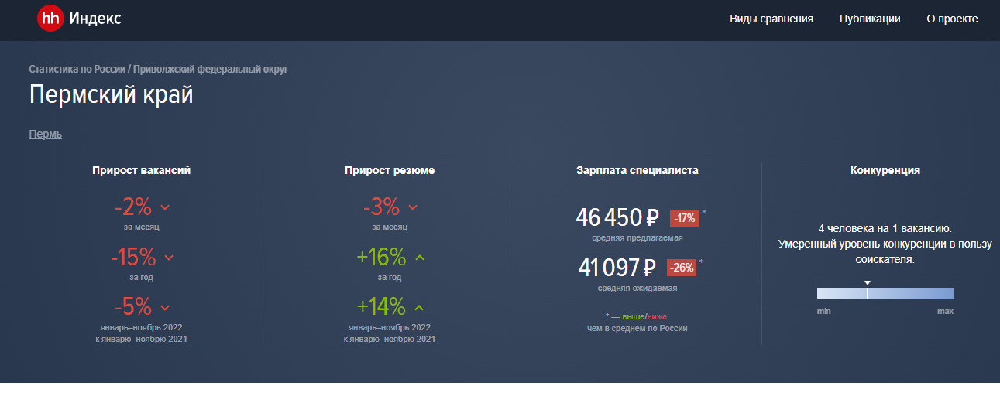 hh Индекс
Виды сравнения
Публикации
О проекте
Статистика по России / Приволжский федеральный округ
Пермский край
Пермь
Прирост вакансий
-2%
за месяц
-15%
за год
-5%
январь–ноябрь 2022
к январю–ноябрю 2021
Прирост резюме
-3%
за месяц
+16%
за год
+14%
январь–ноябрь 2022
к январю–ноябрю 2021
Зарплата специалиста
46 450 ₽ -17% *
средняя предлагаемая
41 097 ₽ -26% *
средняя ожидаемая
* — выше/ниже,
чем в среднем по России
Конкуренция
4 человека на 1 вакансию.
Умеренный уровень конкуренции в пользу
соискателя.
min max